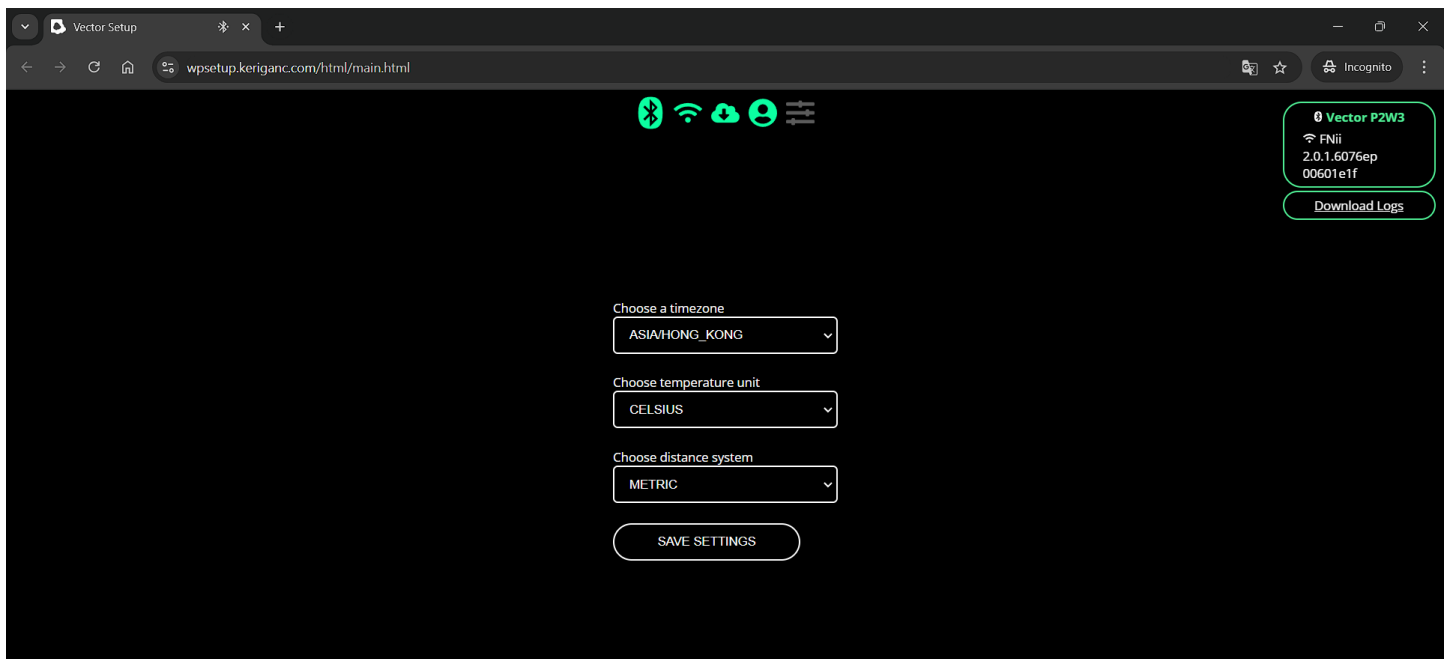 Vector Setup
wpsetup.keriganc.com/html/main.html
Incognito
Vector P2W3
FNii
2.0.1.6076ep
00601e1f
Download Logs
Choose a timezone
ASIA/HONG_KONG
Choose temperature unit
CELSIUS
Choose distance system
METRIC
SAVE SETTINGS